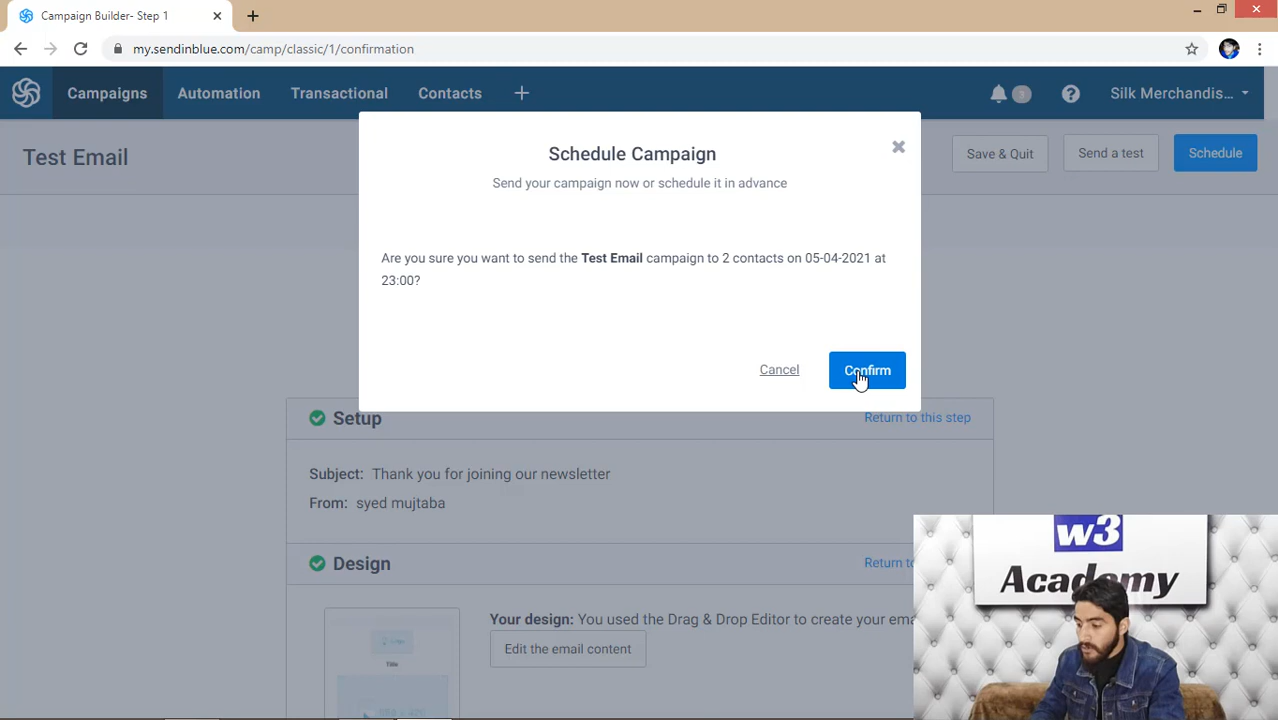 Campaign Builder- Step 1
my.sendinblue.com/camp/classic/1/confirmation
Campaigns Automation Transactional Contacts
3
Silk Merchandis...
Test Email
Save & Quit
Send a test
Schedule
Schedule Campaign
Send your campaign now or schedule it in advance
Are you sure you want to send the Test Email campaign to 2 contacts on 05-04-2021 at
23:00?
Cancel
Confirm
Setup
Return to this step
Subject: Thank you for joining our newsletter
From: syed mujtaba
Design
Return to
Your design: You used the Drag & Drop Editor to create your ema
Edit the email content
Title
w3
Academy